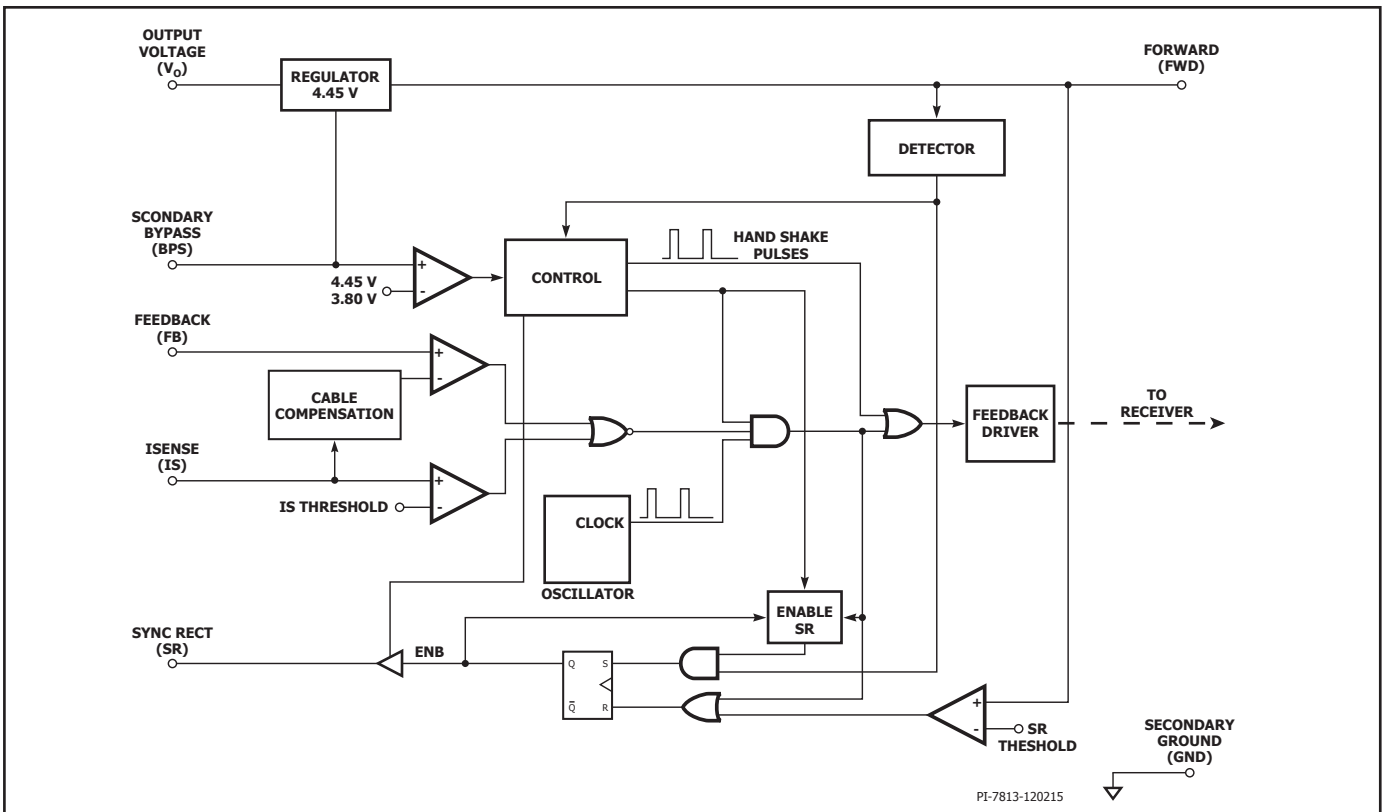 OUTPUT
VOLTAGE
(VO)
REGULATOR
4.45 V
FORWARD
(FWD)
DETECTOR
SCONDARY
BYPASS
(BPS)
+
-
4.45 V
3.80 V
CONTROL
HAND SHAKE
PULSES
FEEDBACK
(FB)
+
-
CABLE
COMPENSATION
FEEDBACK
DRIVER
TO
RECEIVER
ISENSE
(IS)
+
-
IS THRESHOLD
CLOCK
OSCILLATOR
ENABLE
SR
SYNC RECT
(SR)
ENB
Q
S
Q̅
R
+
-
SR
THESHOLD
SECONDARY
GROUND
(GND)
PI-7813-120215